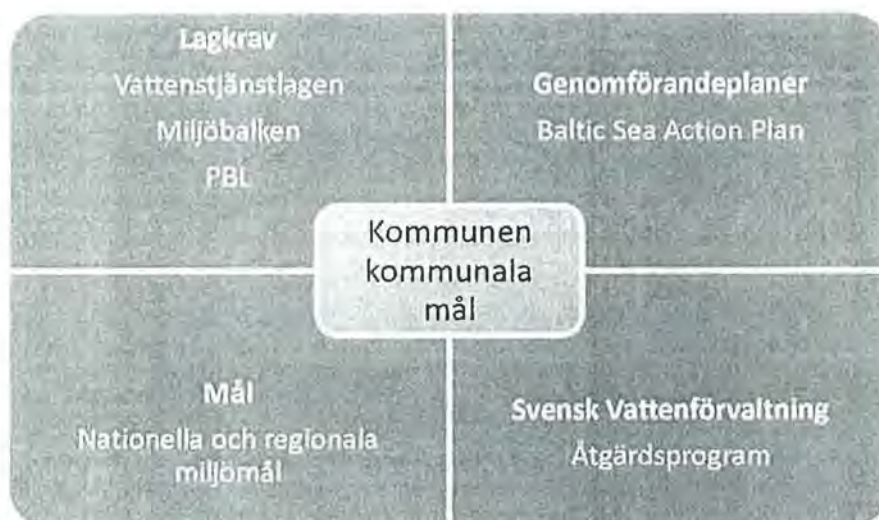 Lagkrav
Vattenstjänstlagen
Miljöbalken
PBL
Genomförandeplaner
Baltic Sea Action Plan
Kommunen
kommunala
mål
Mål
Nationella och regionala
miljömål
Svensk Vattenförvaltning
Åtgärdsprogram